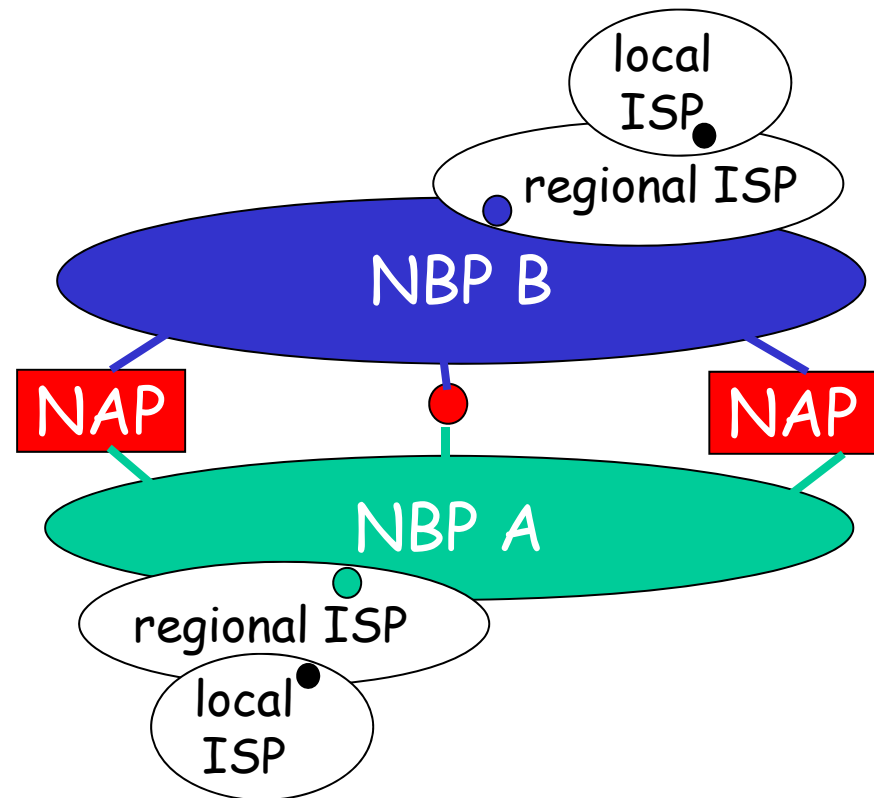 local
ISP
regional ISP
NBP B
NAP
NAP
NBP A
regional ISP
local
ISP